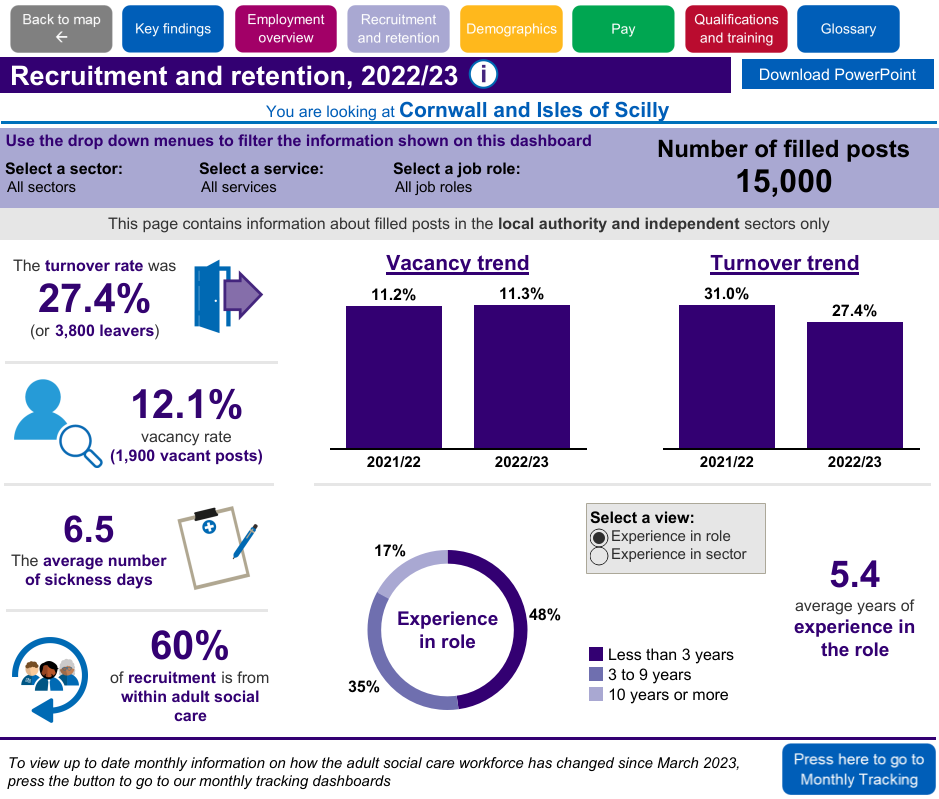 Back to map
←
Key findings
Employment
overview
Recruitment
and retention
Demographics
Pay
Qualifications
and training
Glossary
Recruitment and retention, 2022/23 i
Download PowerPoint
You are looking at Cornwall and Isles of Scilly
Use the drop down menues to filter the information shown on this dashboard
Select a sector:
All sectors
Select a service:
All services
Select a job role:
All job roles
Number of filled posts
15,000
This page contains information about filled posts in the local authority and independent sectors only
The turnover rate was
27.4%
(or 3,800 leavers)
12.1%
vacancy rate
(1,900 vacant posts)
6.5
The average number
of sickness days
60%
of recruitment is from
within adult social
care
Vacancy trend
11.2%
11.3%
2021/22
2022/23
Turnover trend
31.0%
27.4%
2021/22
2022/23
17%
48%
35%
Experience
in role
Select a view:
Experience in role
Experience in sector
Less than 3 years
3 to 9 years
10 years or more
5.4
average years of
experience in
the role
To view up to date monthly information on how the adult social care workforce has changed since March 2023,
press the button to go to our monthly tracking dashboards
Press here to go to
Monthly Tracking